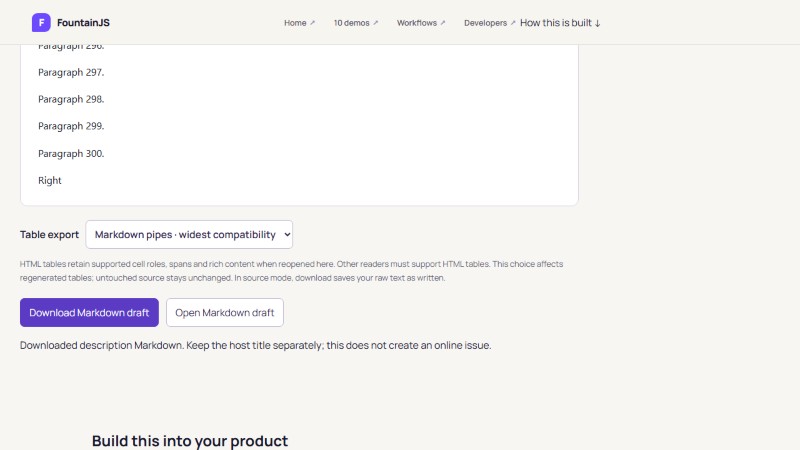 F FountainJS Home ↗ 10 demos ↗ Workflows ↗ Developers ↗ How this is built ↓
Paragraph 296.
Paragraph 297.
Paragraph 298.
Paragraph 299.
Paragraph 300.
Right
Table export Markdown pipes · widest compatibility
HTML tables retain supported cell roles, spans and rich content when reopened here. Other readers must support HTML tables. This choice affects
regenerated tables; untouched source stays unchanged. In source mode, download saves your raw text as written.
Download Markdown draft Open Markdown draft
Downloaded description Markdown. Keep the host title separately; this does not create an online issue.
Build this into your product